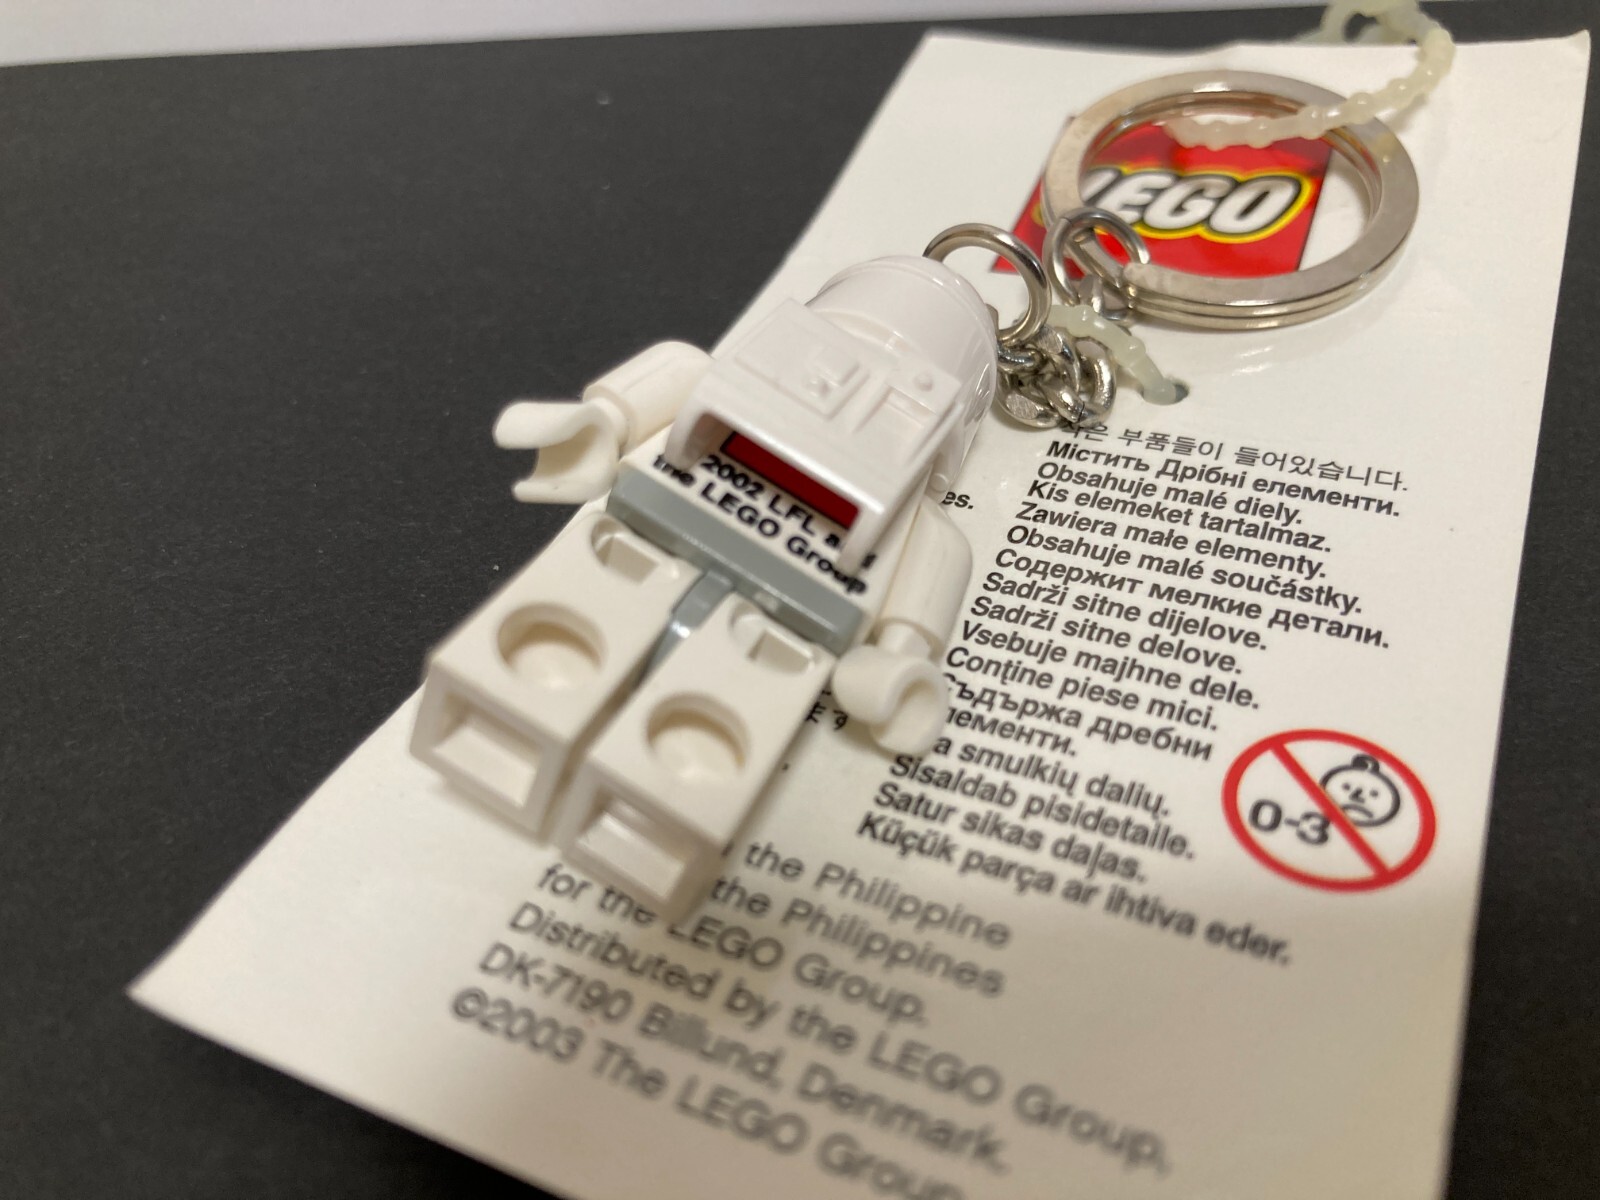 LEGO
2002 LFL
the LEGO Group
es.
은 부품들이 들어있습니다.
Містить Дрібні елементи.
Obsahuje malé diely.
Kis elemeket tartalmaz.
Zawiera małe elementy.
Obsahuje malé součástky.
Содержит мелкие детали.
Sadrži sitne dijelove.
Sadrži sitne delove.
Vsebuje majhne dele.
Conţine piese mici.
Съдържа дребни
лементи.
a smulkių dalių.
Sisaldab pisidetaile.
Satur sīkas daļas.
Küçük parça ar ihtiva eder.
0-3
the Philippine
the Philippines
for the LEGO Group.
Distributed by the LEGO Group,
DK-7190 Billund, Denmark.
©2003 The LEGO Group